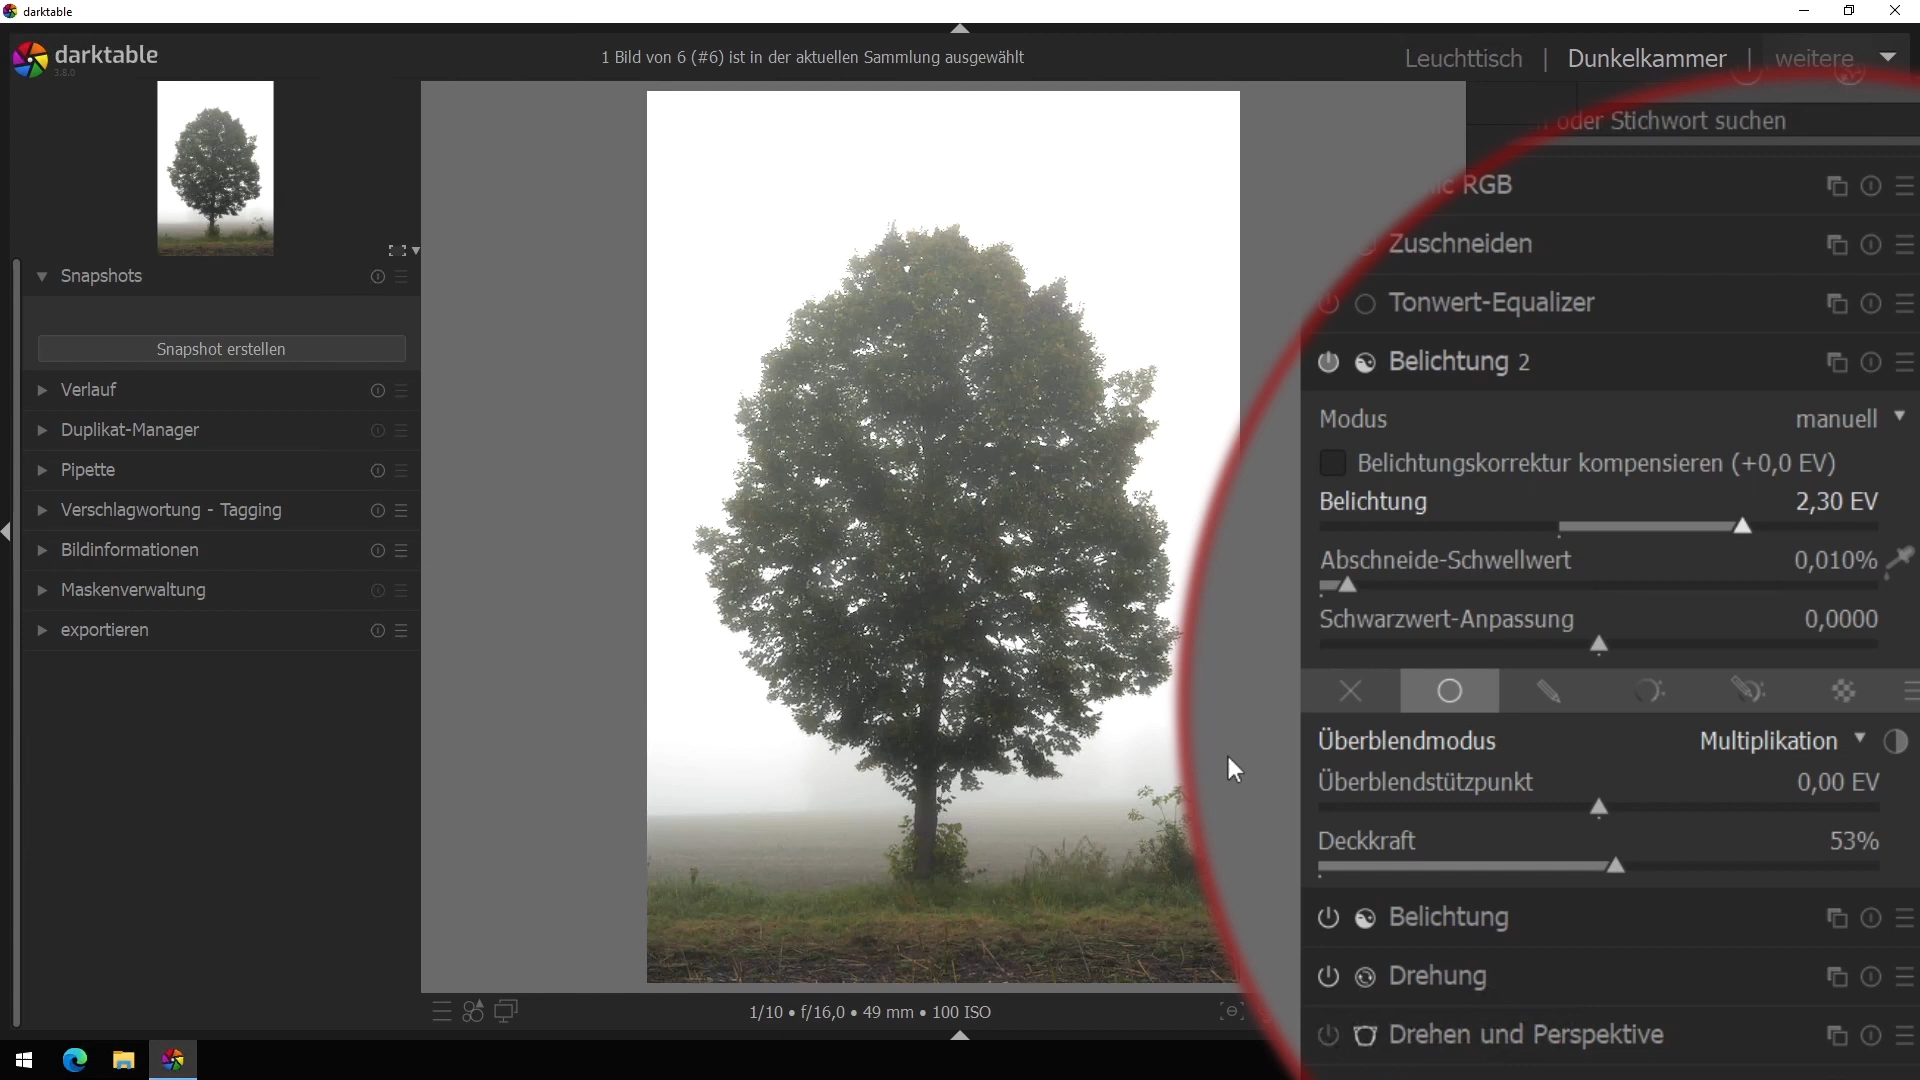 darktable
darktable
3.8.0
1 Bild von 6 (#6) ist in der aktuellen Sammlung ausgewählt
Leuchttisch | Dunkelkammer | weitere
oder Stichwort suchen
Snapshots
Snapshot erstellen
Verlauf
Duplikat-Manager
Pipette
Verschlagwortung - Tagging
Bildinformationen
Maskenverwaltung
exportieren
1/10 • f/16,0 • 49 mm • 100 ISO
RGB
Zuschneiden
Tonwert-Equalizer
Belichtung 2
Modus manuell
Belichtungskorrektur kompensieren (+0,0 EV)
Belichtung 2,30 EV
Abschneide-Schwellwert 0,010%
Schwarzwert-Anpassung 0,0000
Überblendmodus Multiplikation
Überblendstützpunkt 0,00 EV
Deckkraft 53%
Belichtung
Drehung
Drehen und Perspektive